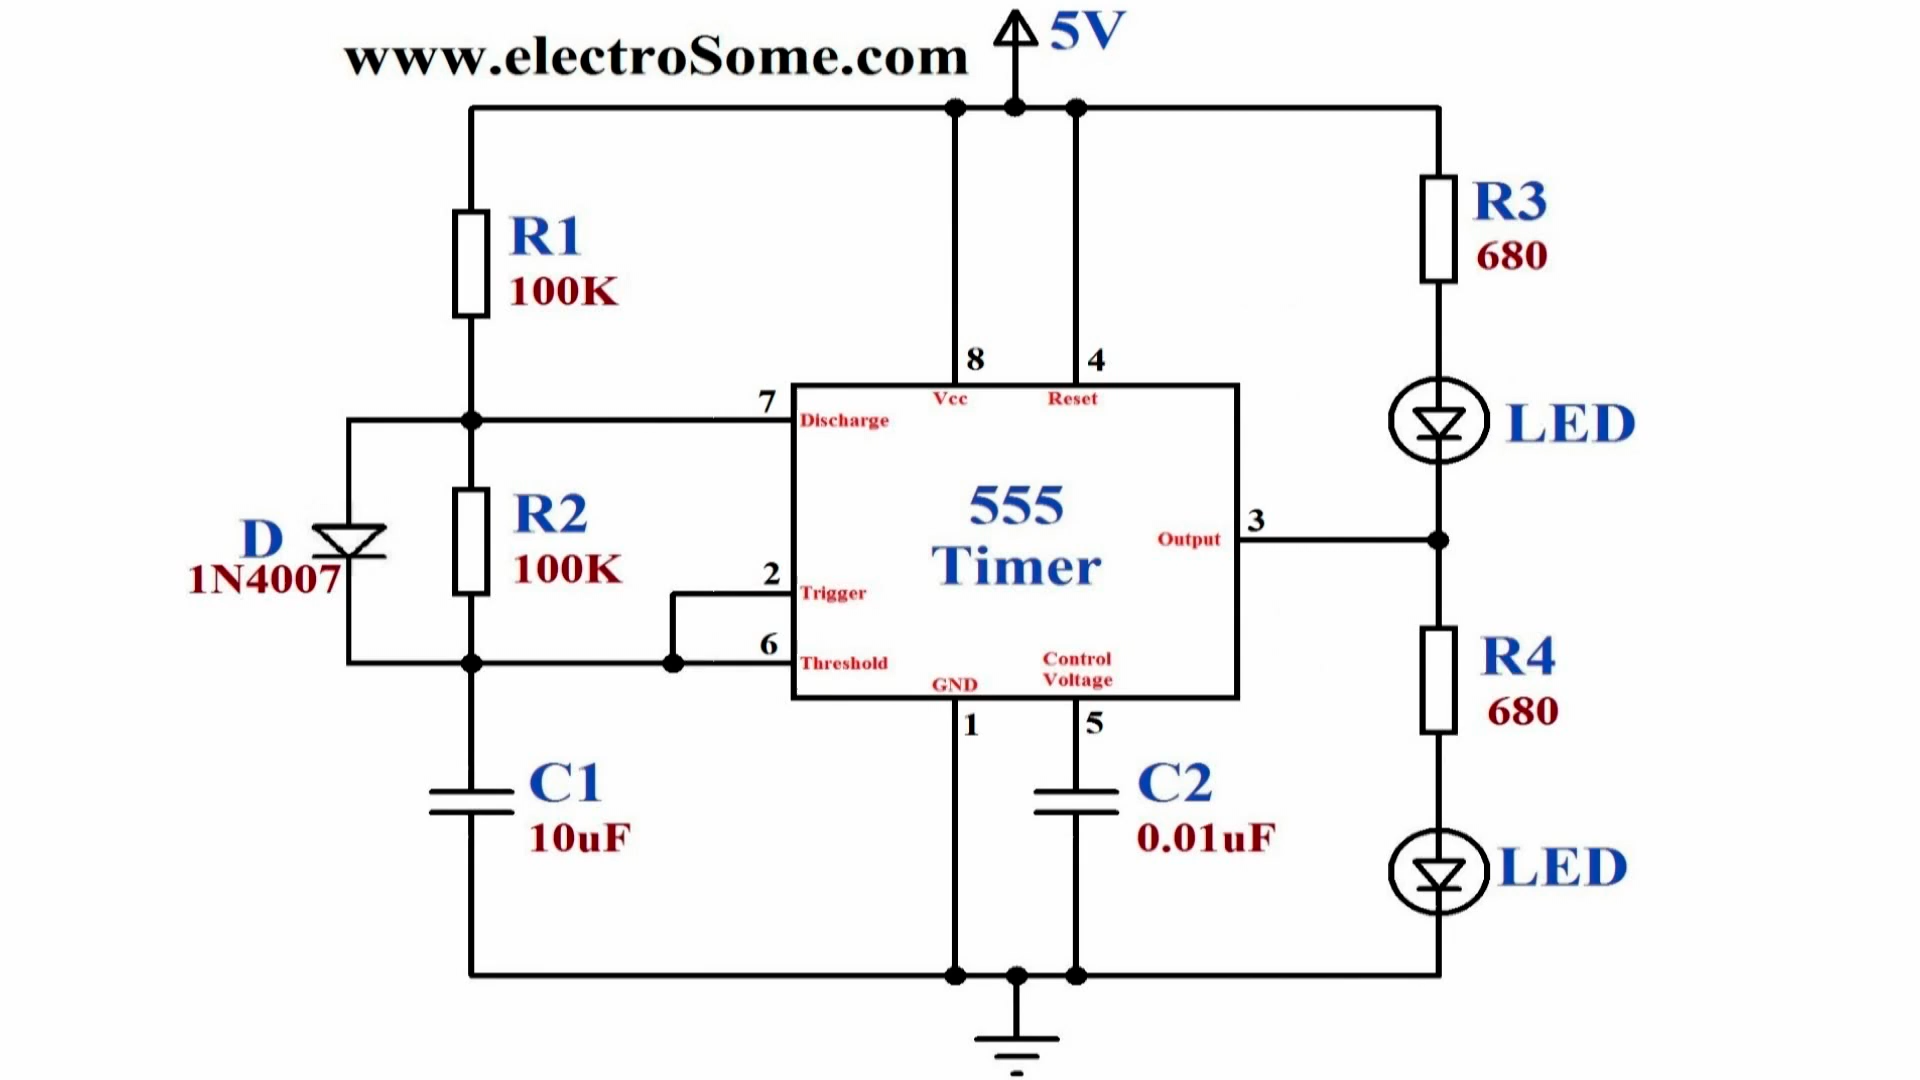 www.electroSome.com
5V
R1
100K
R3
680
8
4
Vcc
Reset
7
Discharge
LED
D
1N4007
R2
100K
555
Timer
3
Output
2
Trigger
6
Threshold
Control
Voltage
GND
1
5
R4
680
C1
10uF
C2
0.01uF
LED